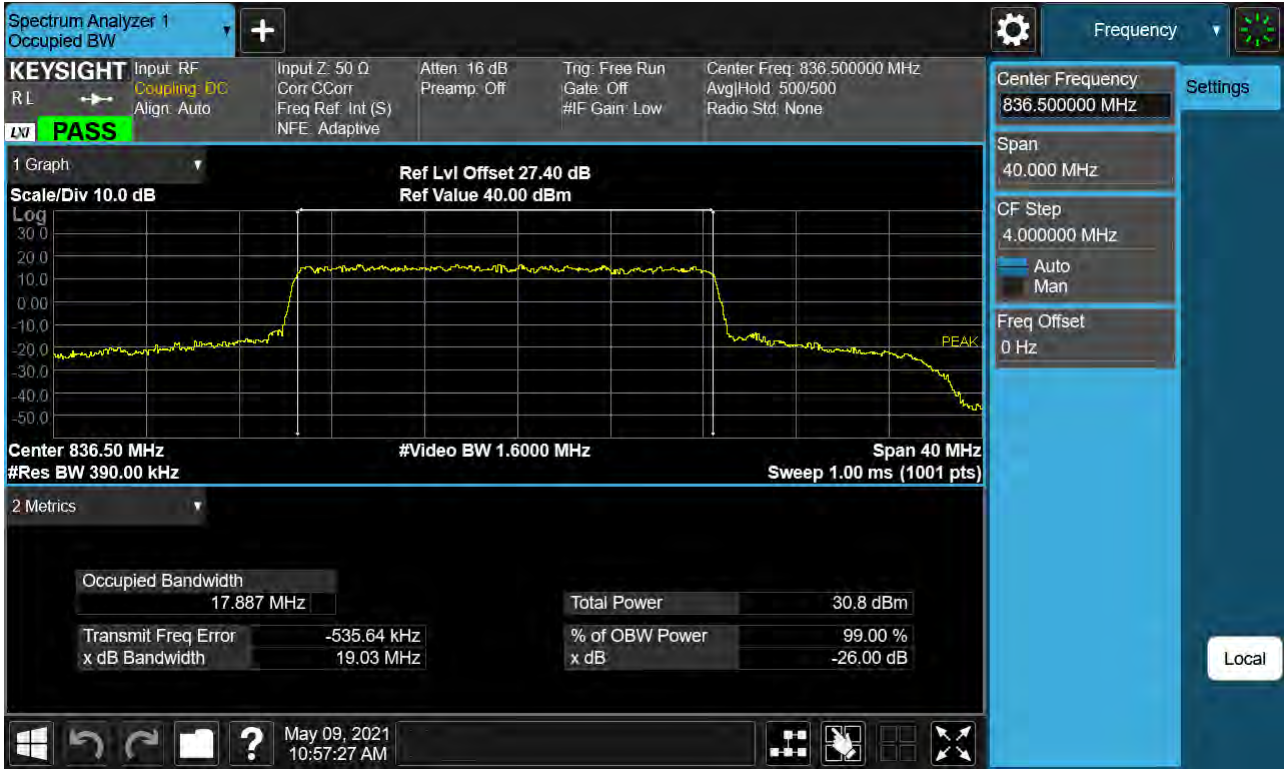 Spectrum Analyzer 1
Occupied BW
Frequency
KEYSIGHT
RL
LXI
PASS
Input: RF
Coupling: DC
Align: Auto
Input Z: 50 Ω
Corr CCorr
Freq Ref: Int (S)
NFE: Adaptive
Atten: 16 dB
Preamp: Off
Trig: Free Run
Gate: Off
#IF Gain: Low
Center Freq: 836.500000 MHz
Avg|Hold: 500/500
Radio Std: None
Center Frequency
836.500000 MHz
Settings
Span
40.000 MHz
CF Step
4.000000 MHz
Auto
Man
Freq Offset
0 Hz
Local
1 Graph
Scale/Div 10.0 dB
Ref Lvl Offset 27.40 dB
Ref Value 40.00 dBm
Log
30.0
20.0
10.0
0.00
-10.0
-20.0
-30.0
-40.0
-50.0
PEAK
Center 836.50 MHz
#Video BW 1.6000 MHz
Span 40 MHz
#Res BW 390.00 kHz
Sweep 1.00 ms (1001 pts)
2 Metrics
Occupied Bandwidth
17.887 MHz
Total Power 30.8 dBm
Transmit Freq Error -535.64 kHz
% of OBW Power 99.00 %
x dB Bandwidth 19.03 MHz
x dB -26.00 dB
?
May 09, 2021
10:57:27 AM